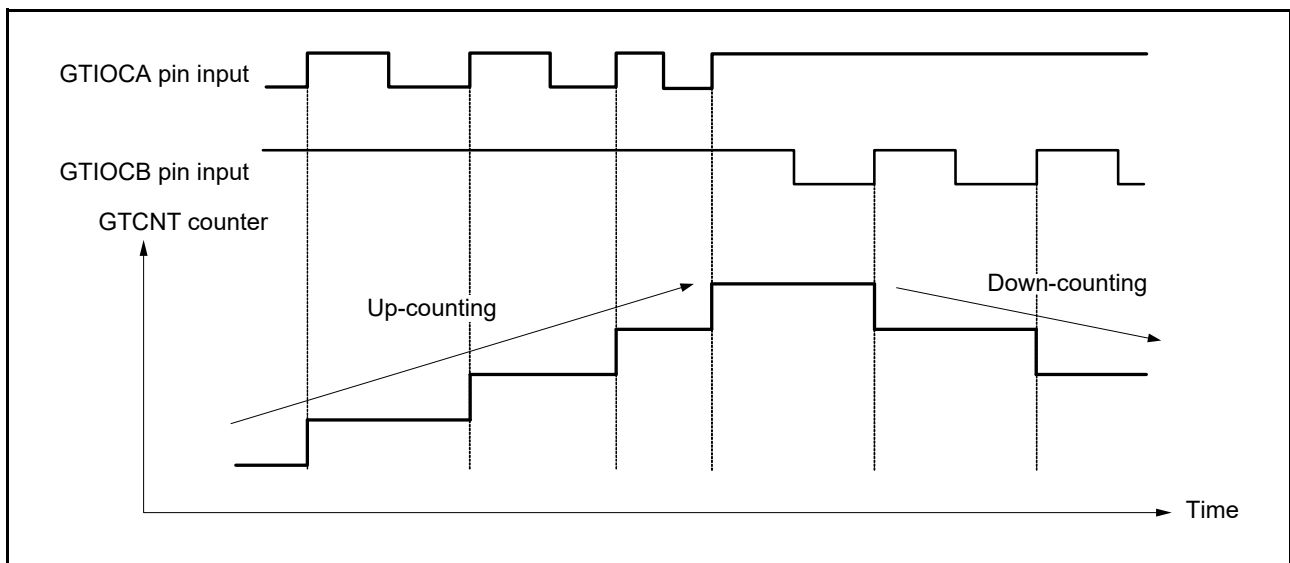 GTIOCA pin input
GTIOCB pin input
GTCNT counter
Up-counting
Down-counting
Time